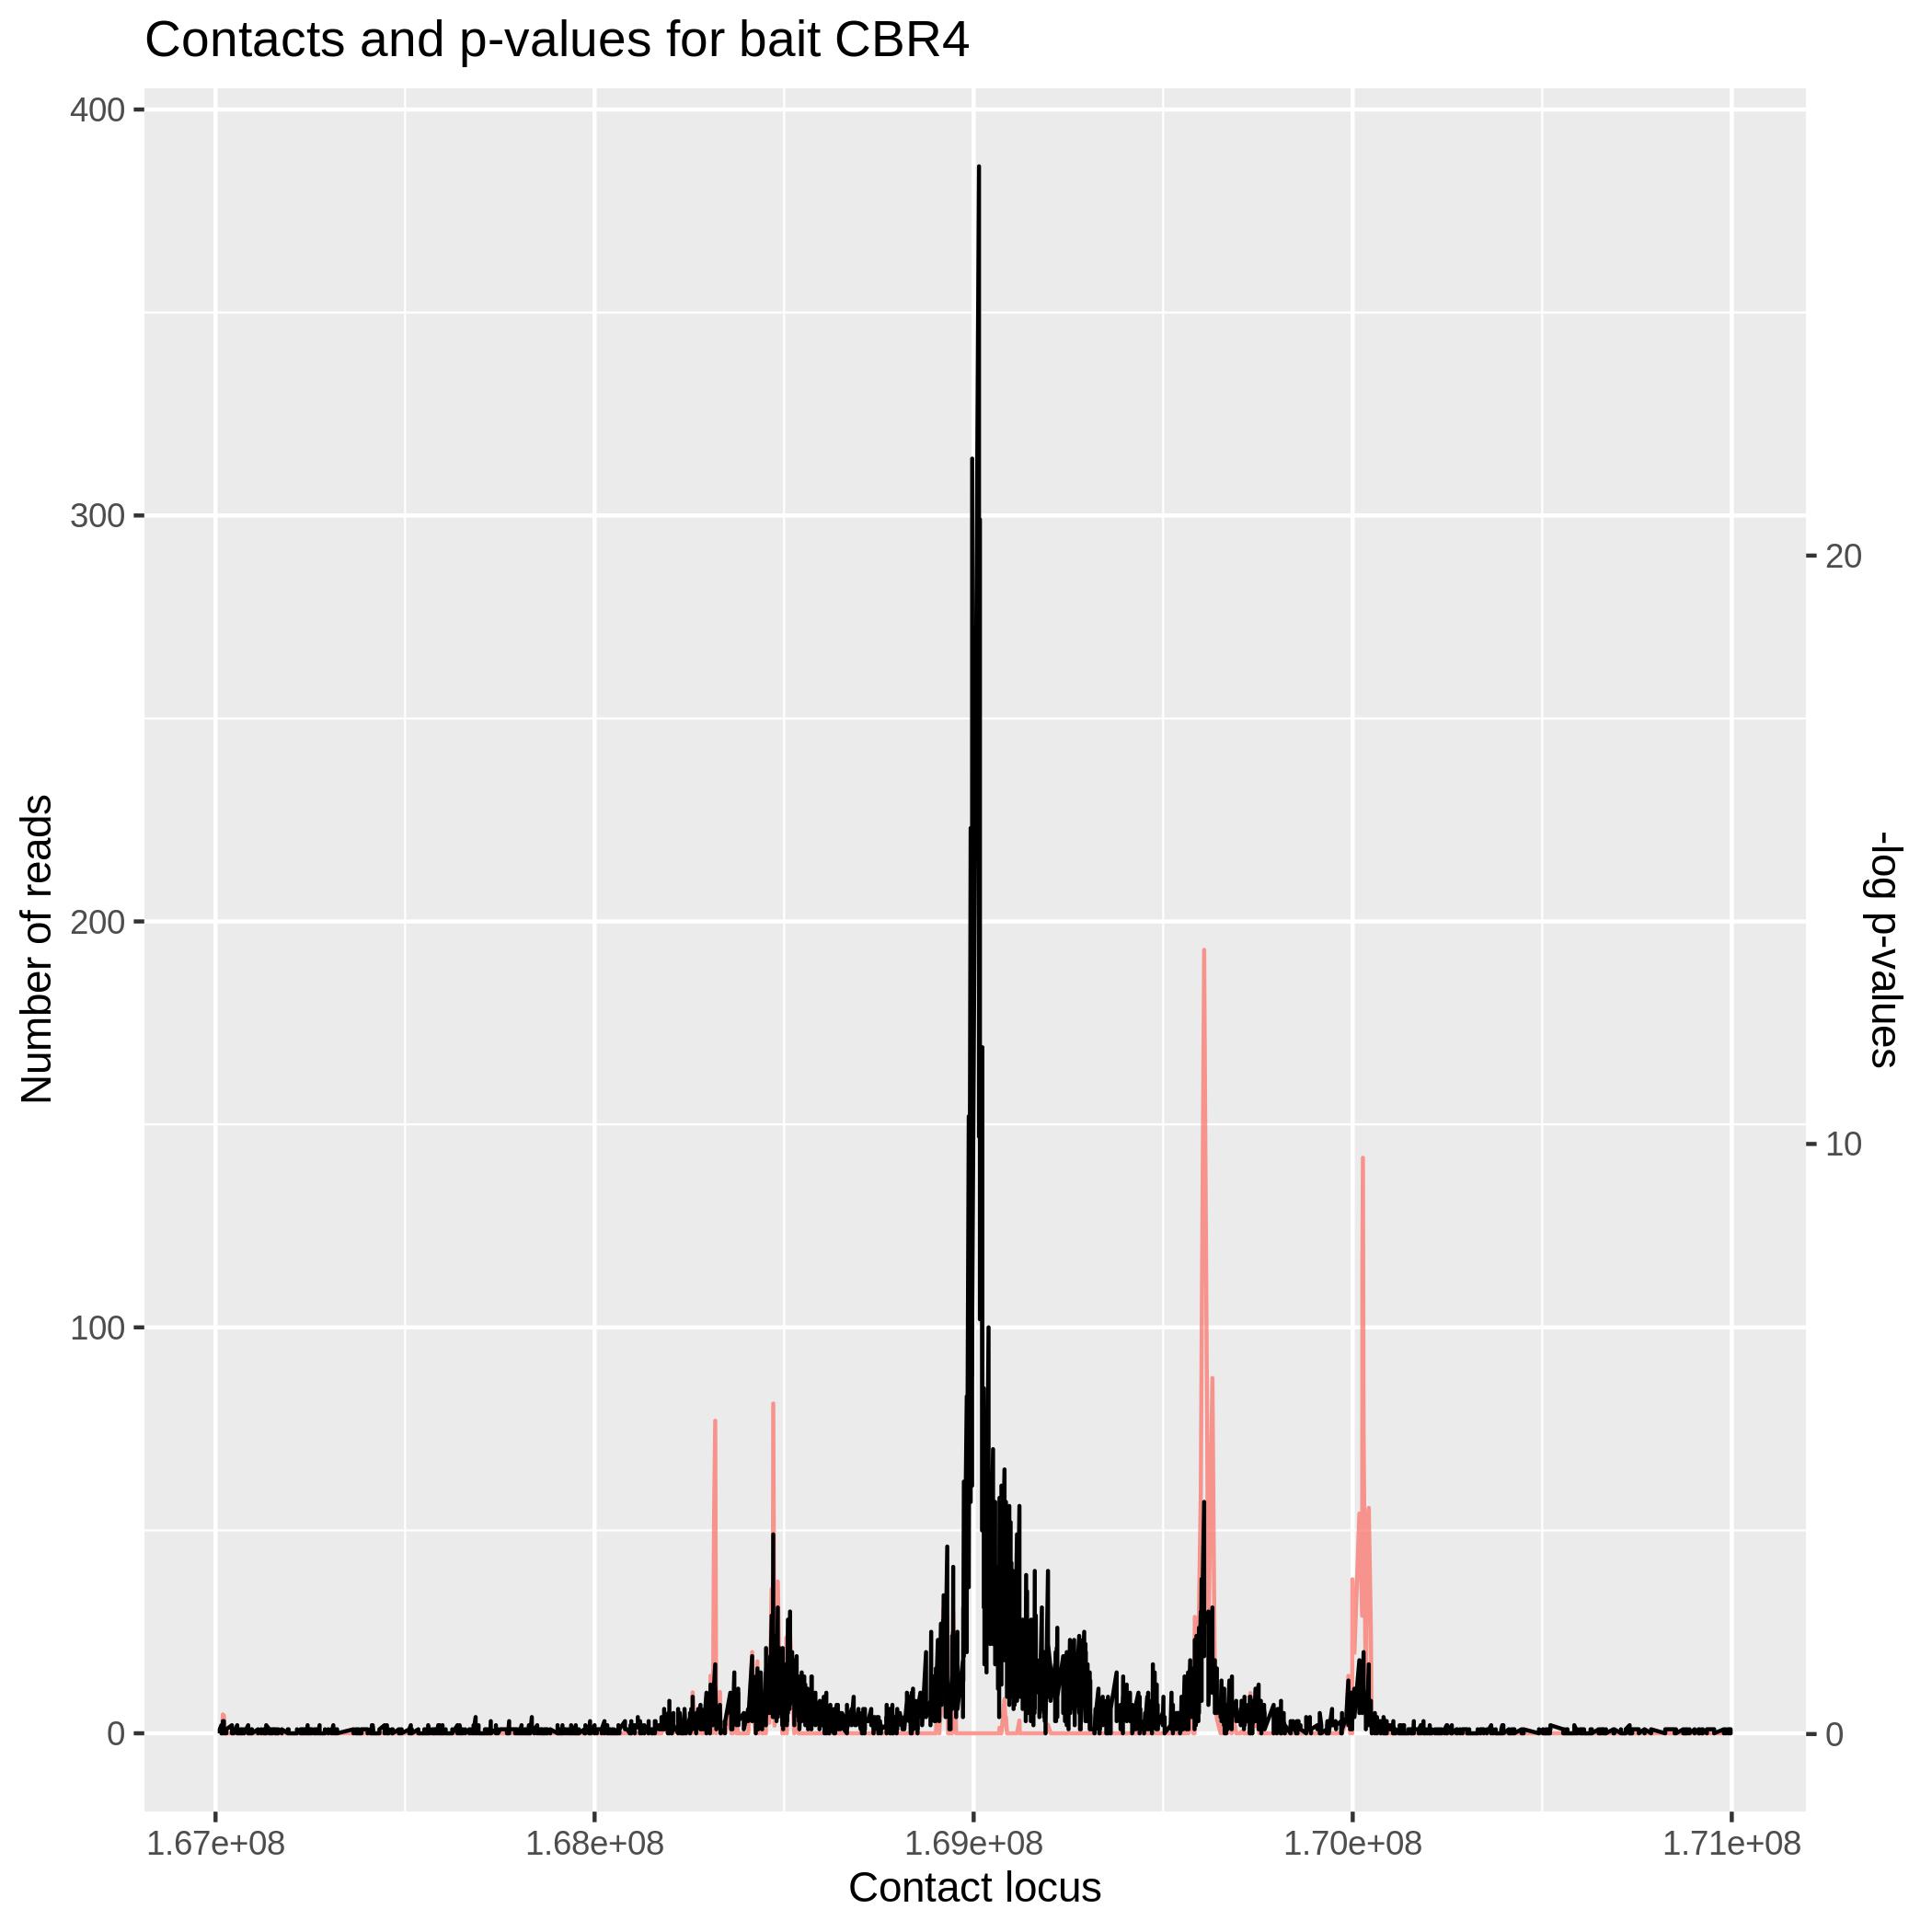 Contacts and p-values for bait CBR4
400
300
200
100
0
Number of reads
20
10
0
-log p-values
1.67e+08 1.68e+08 1.69e+08 1.70e+08 1.71e+08
Contact locus